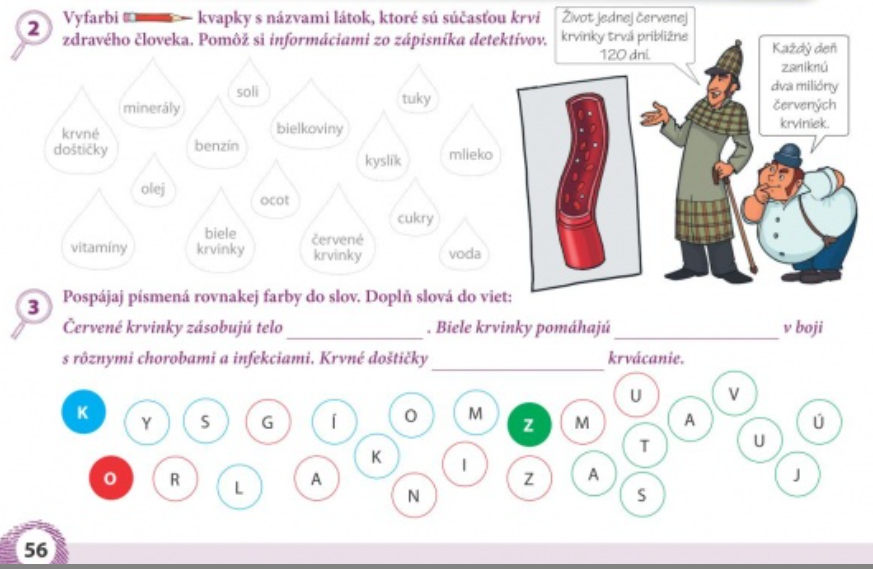 2
Vyfarbi kvapky s názvami látok, ktoré sú súčasťou krvi
zdravého človeka. Pomôž si informáciami zo zápisníka detektívov.
Život jednej červenej
krvinky trvá približne
120 dní.
Každý deň
zaniknú
dva milióny
červených
krviniek.
krvné
doštičky
minerály
soli
benzín
bielkoviny
tuky
kyslík
mlieko
olej
ocot
vitamíny
biele
krvinky
červené
krvinky
cukry
voda
3
Pospájaj písmená rovnakej farby do slov. Doplň slová do viet:
Červené krvinky zásobujú telo ____________ . Biele krvinky pomáhajú ____________ v boji
s rôznymi chorobami a infekciami. Krvné doštičky ____________ krvácanie.
K Y S G Í O M Z M U A V Ú
O R L A K N I Z A T S U J
56